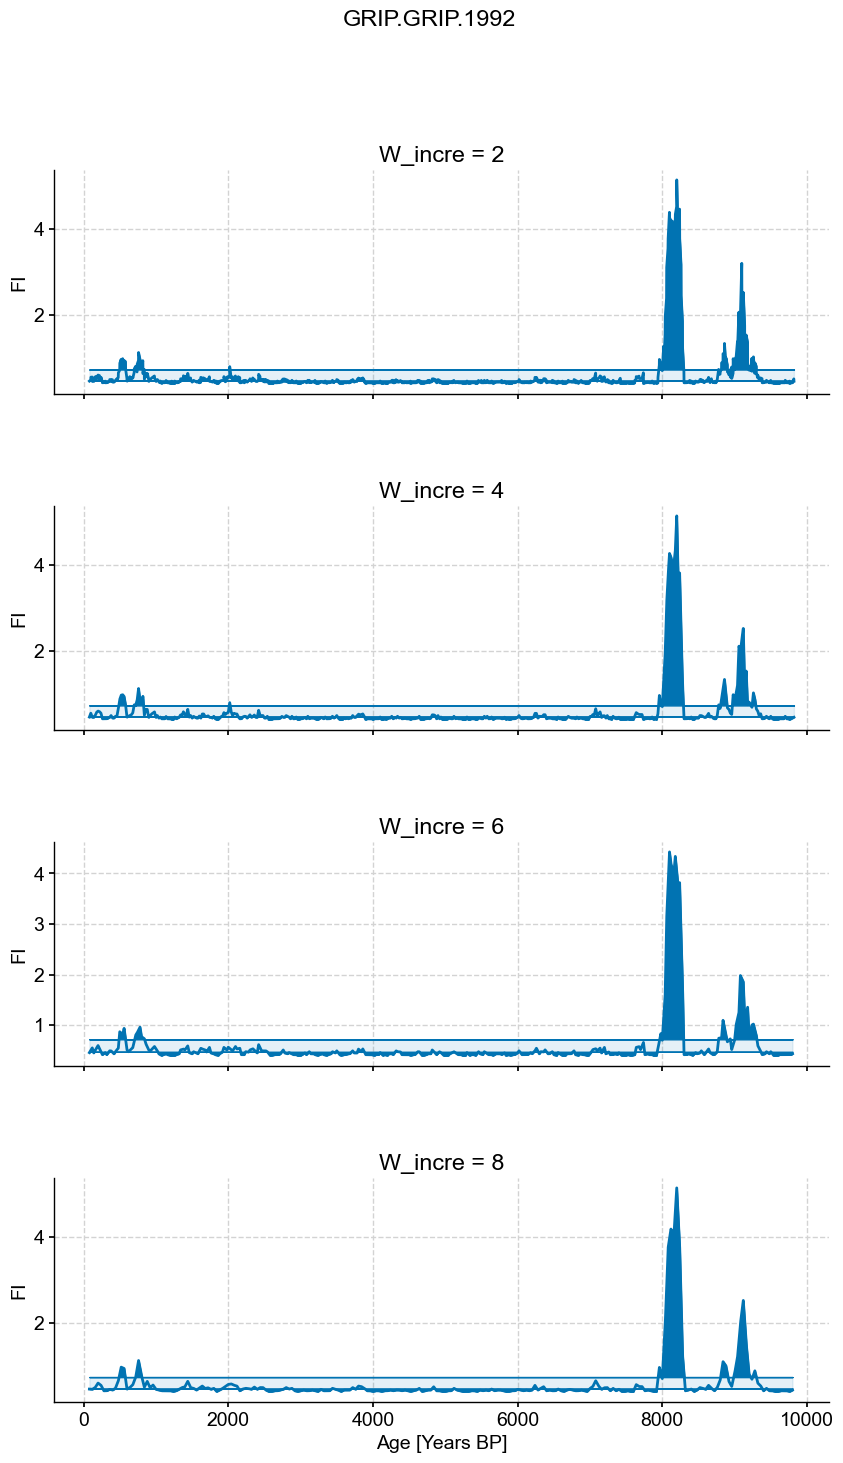 GRIP.GRIP.1992
W_incre = 2
4
2
FI
W_incre = 4
4
2
FI
W_incre = 6
4
3
2
1
FI
W_incre = 8
4
2
FI
0 2000 4000 6000 8000 10000
Age [Years BP]